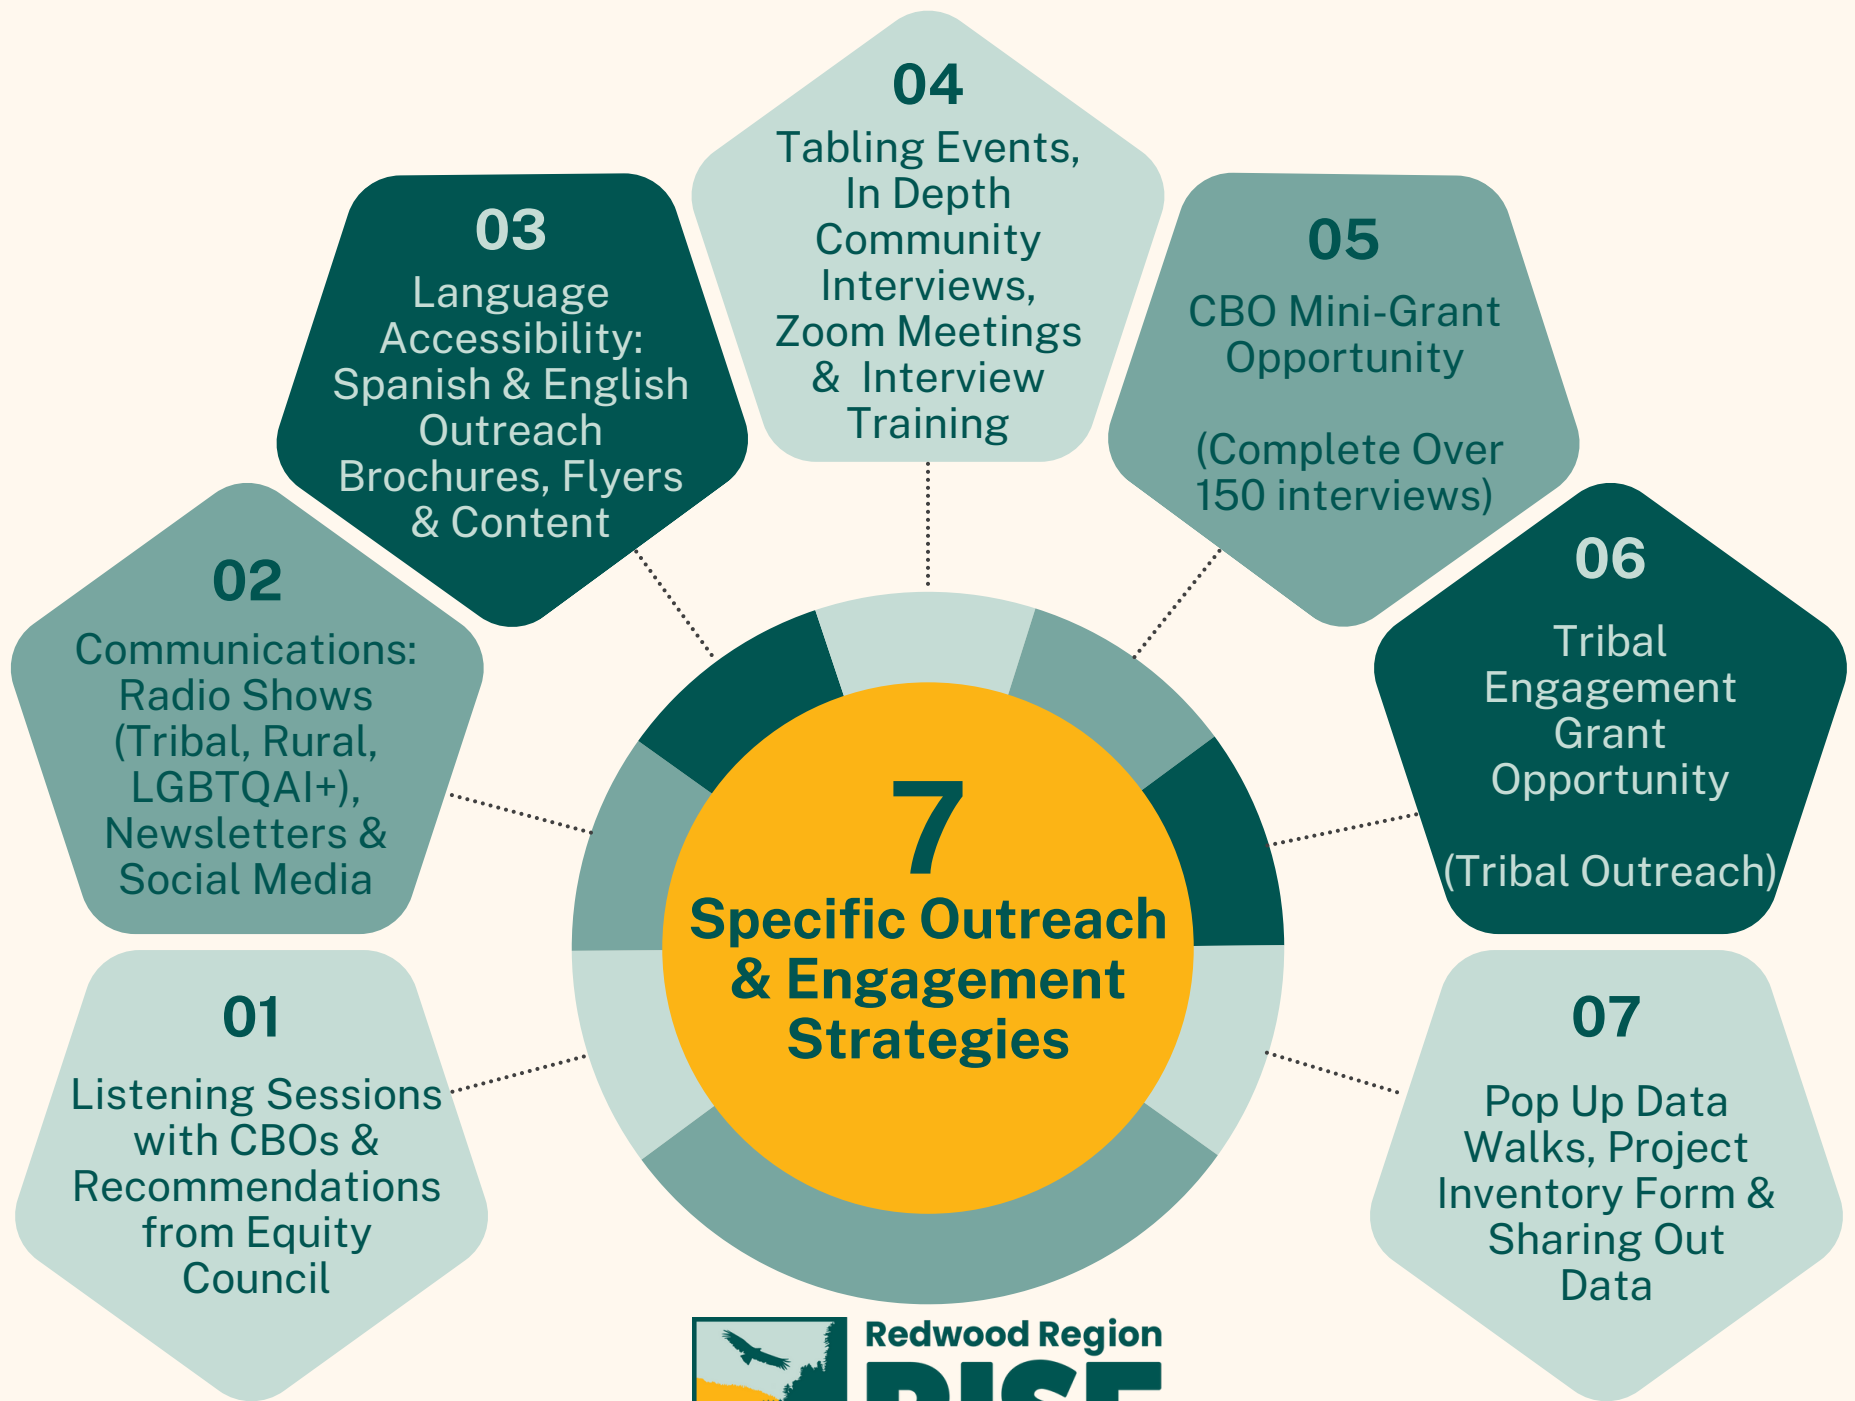 04
Tabling Events,
In Depth
Community
Interviews,
Zoom Meetings
& Interview
Training
03
Language
Accessibility:
Spanish & English
Outreach
Brochures, Flyers
& Content
05
CBO Mini-Grant
Opportunity
(Complete Over
150 interviews)
02
Communications:
Radio Shows
(Tribal, Rural,
LGBTQAI+),
Newsletters &
Social Media
06
Tribal
Engagement
Grant
Opportunity
(Tribal Outreach)
7
Specific Outreach
& Engagement
Strategies
01
Listening Sessions
with CBOs &
Recommendations
from Equity
Council
07
Pop Up Data
Walks, Project
Inventory Form &
Sharing Out
Data
Redwood Region
RISE